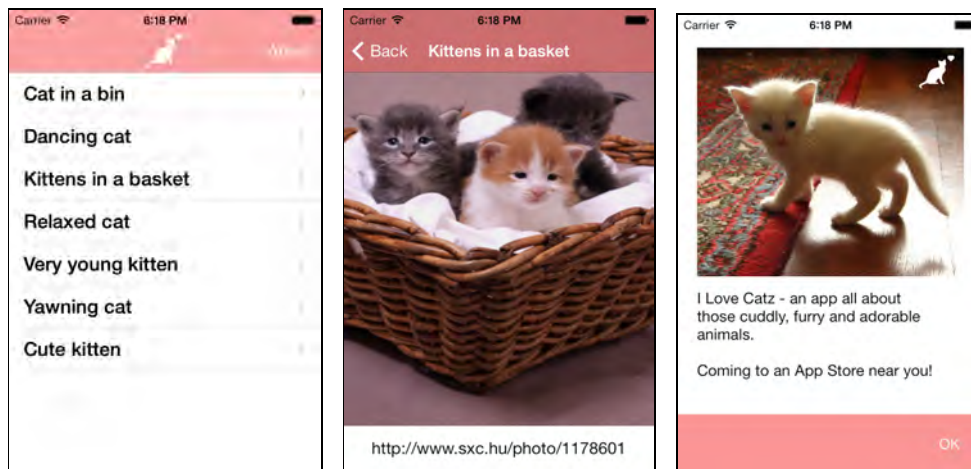 Carrier 6:18 PM
About
Cat in a bin
Dancing cat
Kittens in a basket
Relaxed cat
Very young kitten
Yawning cat
Cute kitten
Carrier 6:18 PM
Back Kittens in a basket
http://www.sxc.hu/photo/1178601
Carrier 6:18 PM
I Love Catz - an app all about
those cuddly, furry and adorable
animals.
Coming to an App Store near you!
OK